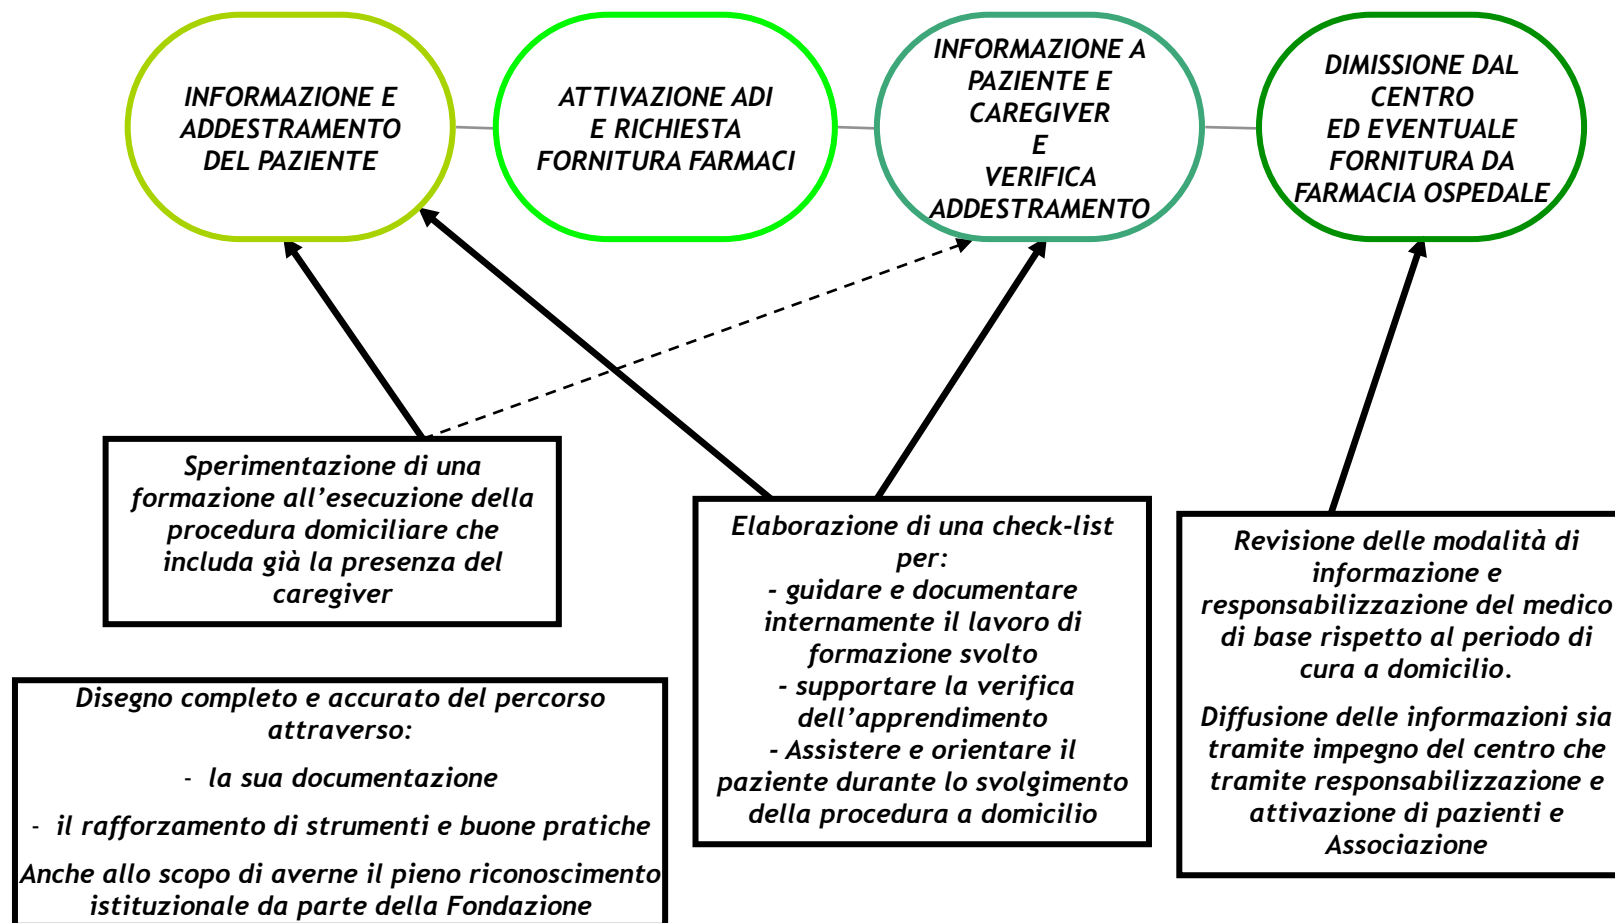 INFORMAZIONE E
ADDESTRAMENTO
DEL PAZIENTE
ATTIVAZIONE ADI
E RICHIESTA
FORNITURA FARMACI
INFORMAZIONE A
PAZIENTE E
CAREGIVER
E
VERIFICA
ADDESTRAMENTO
DIMISSIONE DAL
CENTRO
ED EVENTUALE
FORNITURA DA
FARMACIA OSPEDALE
Sperimentazione di una
formazione all’esecuzione della
procedura domiciliare che
includa già la presenza del
caregiver
Disegno completo e accurato del percorso
attraverso:
- la sua documentazione
- il rafforzamento di strumenti e buone pratiche
Anche allo scopo di averne il pieno riconoscimento
istituzionale da parte della Fondazione
Elaborazione di una check-list
per:
- guidare e documentare
internamente il lavoro di
formazione svolto
- supportare la verifica
dell’apprendimento
- Assistere e orientare il
paziente durante lo svolgimento
della procedura a domicilio
Revisione delle modalità di
informazione e
responsabilizzazione del medico
di base rispetto al periodo di
cura a domicilio.
Diffusione delle informazioni sia
tramite impegno del centro che
tramite responsabilizzazione e
attivazione di pazienti e
Associazione